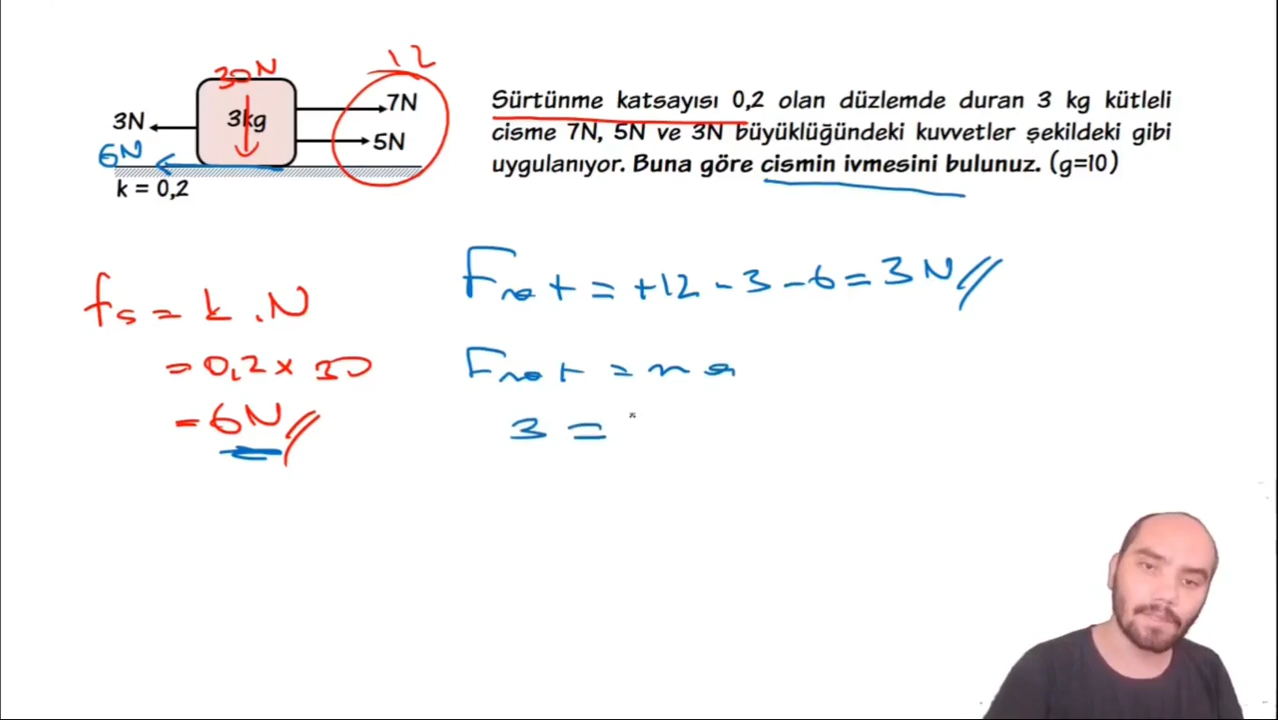 12
30N
3kg
7N
3N
5N
6N
k = 0,2
Sürtünme katsayısı 0,2 olan düzlemde duran 3 kg kütleli
cisme 7N, 5N ve 3N büyüklüğündeki kuvvetler şekildeki gibi
uygulanıyor. Buna göre cismin ivmesini bulunuz. (g=10)
fs = k . N
= 0,2 x 30
= 6N//
Fnet = +12 - 3 - 6 = 3N//
Fnet = m a
3 =